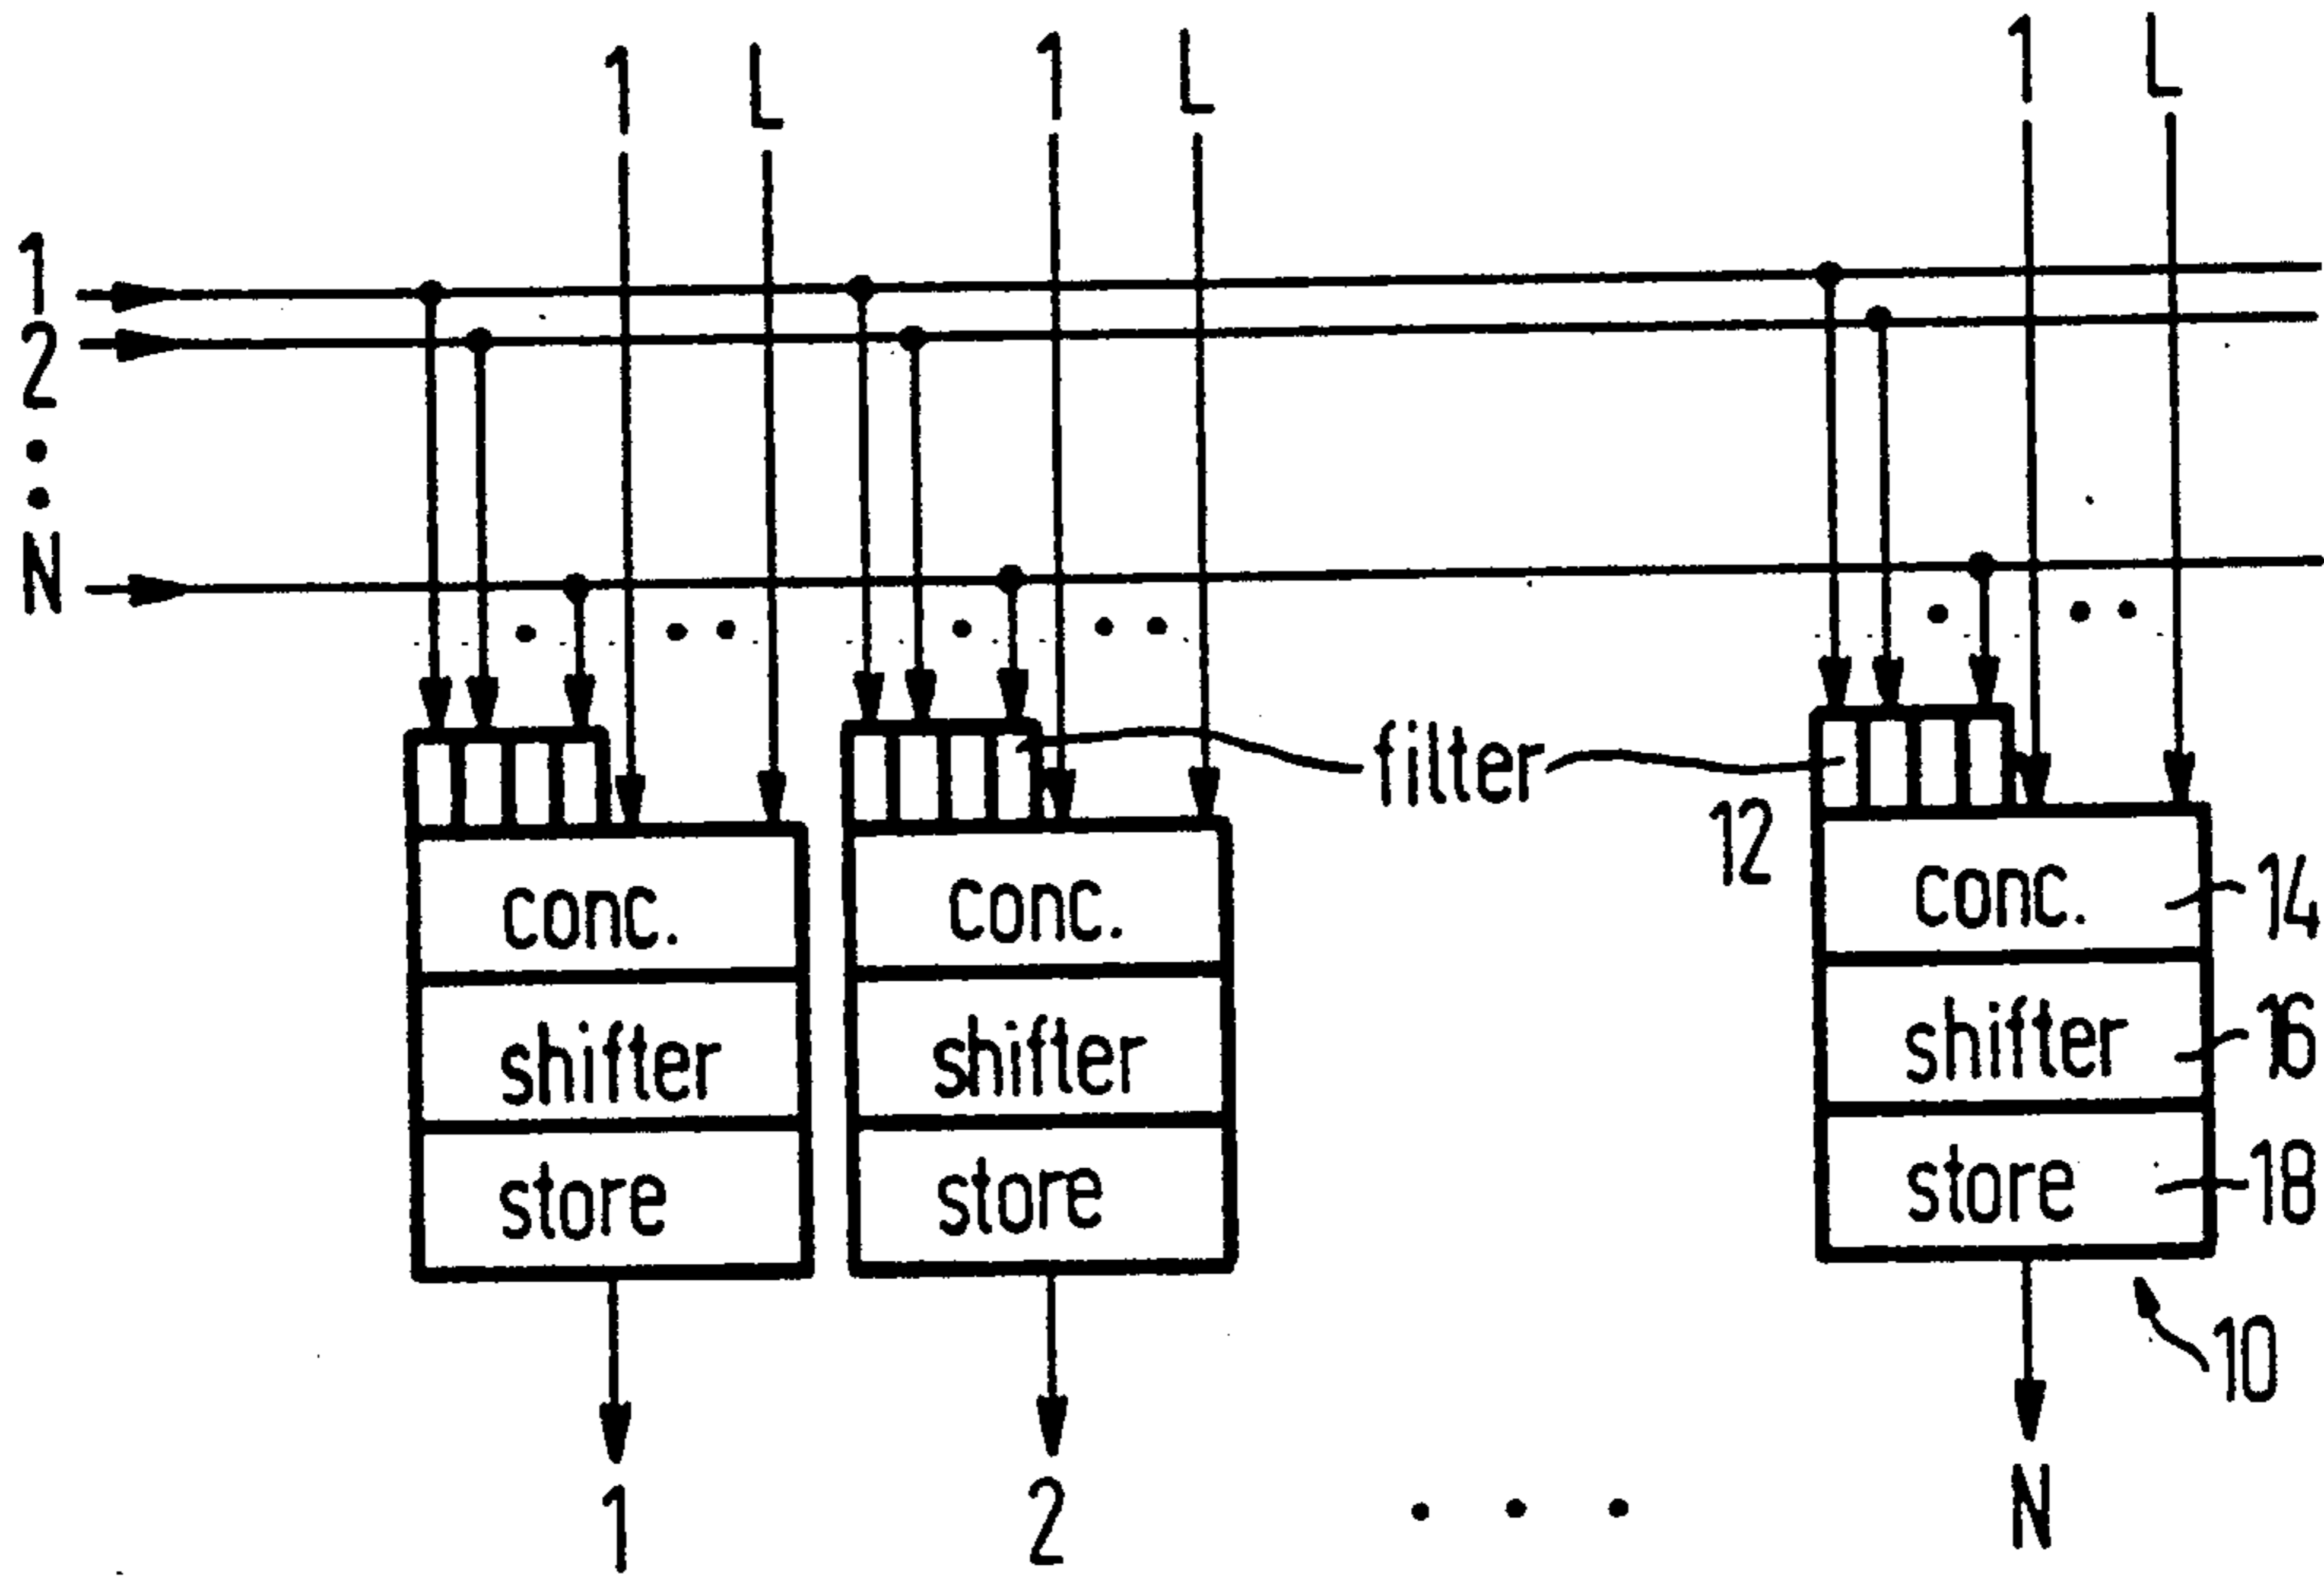 1 L 1 L 1 L
1
2
N
filter
12
conc. conc. conc. 14
shifter shifter shifter 16
store store store 18
10
1 2 N